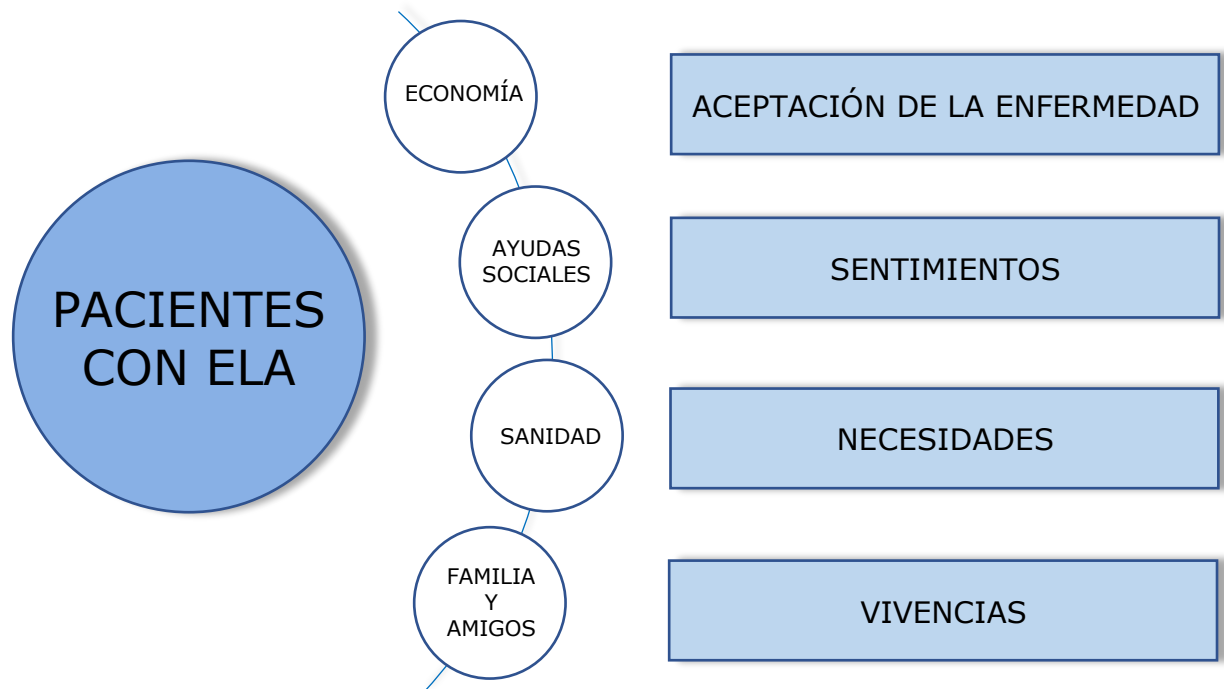 PACIENTES
CON ELA
ECONOMÍA
AYUDAS
SOCIALES
SANIDAD
FAMILIA
Y
AMIGOS
ACEPTACIÓN DE LA ENFERMEDAD
SENTIMIENTOS
NECESIDADES
VIVENCIAS